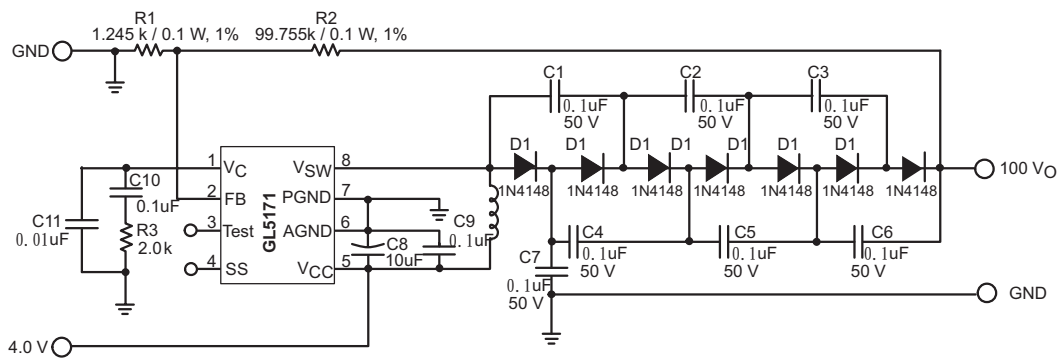 R1
1.245 k / 0.1 W, 1%
R2
99.755k / 0.1 W, 1%
GND
C1
0.1uF
50 V
C2
0.1uF
50 V
C3
0.1uF
50 V
D1
D1
D1
D1
D1
D1
1N4148
1N4148
1N4148
1N4148
1N4148
1N4148
1N4148
100 VO
1
VC
2
FB
3
Test
4
SS
GL5171
VSW
8
PGND
7
AGND
6
VCC
5
C10
0.1uF
C11
0.01uF
R3
2.0k
C8
10uF
C9
0.1uF
C4
0.1uF
50 V
C5
0.1uF
50 V
C6
0.1uF
50 V
C7
0.1uF
50 V
GND
4.0 V